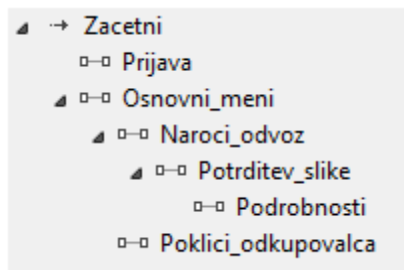 Zacetni
Prijava
Osnovni_meni
Naroci_odvoz
Potrditev_slike
Podrobnosti
Poklici_odkupovalca